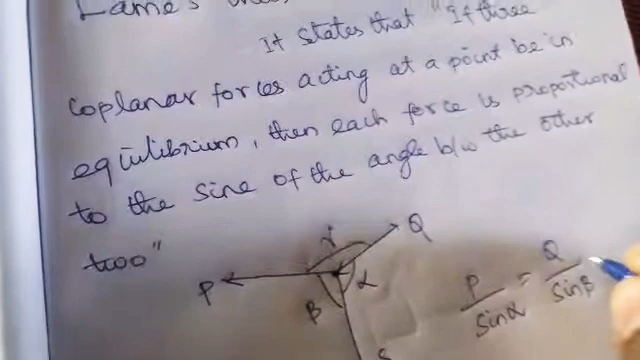 Lame's
It states that "If three
coplanar forces acting at a point be in
equilibrium, then each force is proportional
to the sine of the angle b/w the other
two"
γ Q
P α
β
S
P/sinα = Q/sinβ